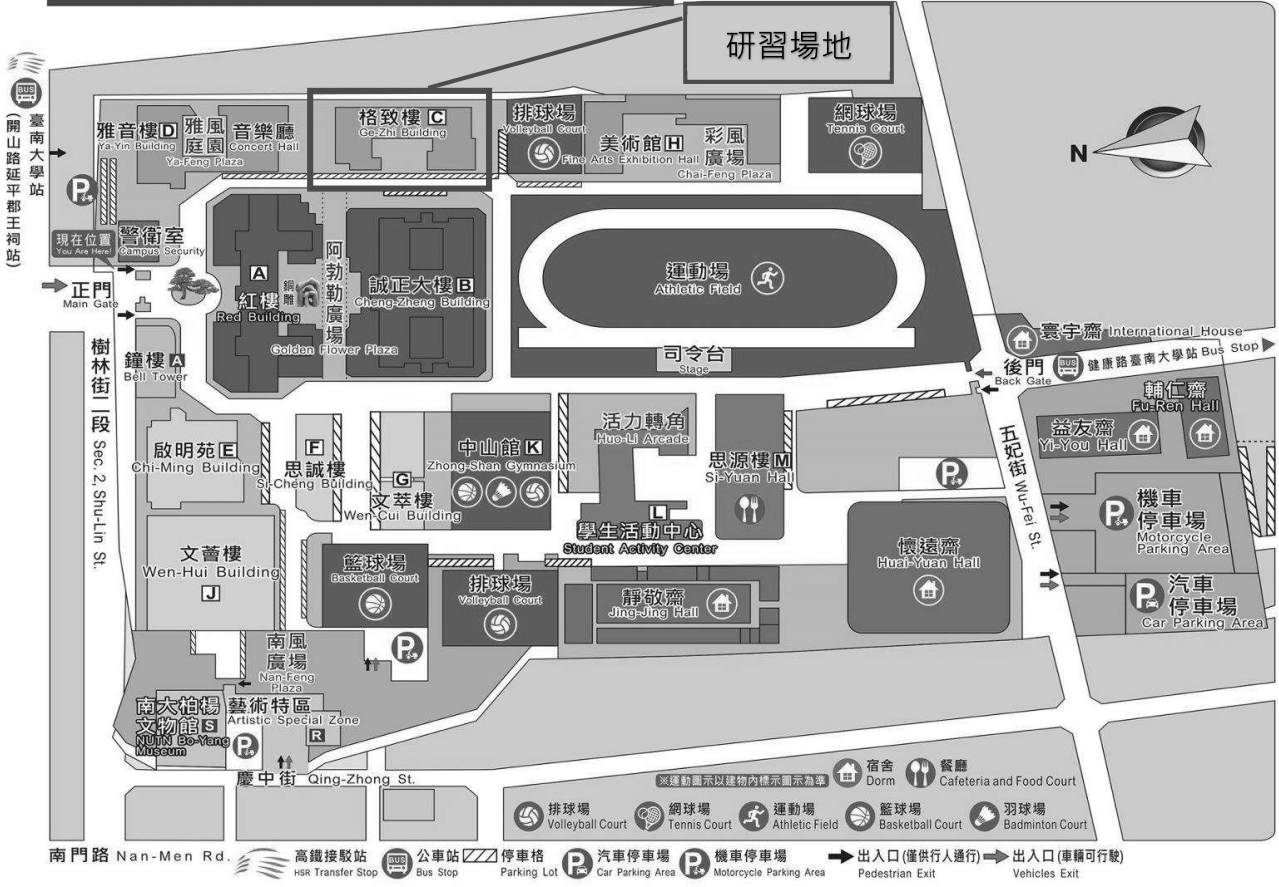 研習場地
臺南大學站
(開山路延平郡王祠站)
BUS
雅音樓 D
Ya-Yin Building
雅風庭園
Ya-Feng Plaza
音樂廳
Concert Hall
格致樓 C
Ge-Zhi Building
排球場
Volleyball Court
美術館 H
Fine Arts Exhibition Hall
彩風廣場
Chai-Feng Plaza
網球場
Tennis Court
N
P
現在位置
You Are Here!
警衛室
Campus Security
正門
Main Gate
A
紅樓
Red Building
銅雕
阿勃勒廣場
Golden Flower Plaza
誠正大樓 B
Cheng-Zheng Building
運動場
Athletic Field
司令台
Stage
寰宇齋 International House
後門
Back Gate
BUS
健康路臺南大學站 Bus Stop
樹林街二段 Sec. 2, Shu-Lin St.
鐘樓 A
Bell Tower
啟明苑 E
Chi-Ming Building
F
思誠樓
Si-Cheng Building
G
文萃樓
Wen-Cui Building
中山館 K
Zhong-Shan Gymnasium
活力轉角
Huo-Li Arcade
思源樓 M
Si-Yuan Hall
P
五妃街 Wu-Fei St.
益友齋
Yi-You Hall
輔仁齋
Fu-Ren Hall
L
學生活動中心
Student Activity Center
P
機車
停車場
Motorcycle
Parking Area
文薈樓
Wen-Hui Building
J
籃球場
Basketball Court
排球場
Volleyball Court
靜敬齋
Jing-Jing Hall
懷遠齋
Huai-Yuan Hall
P
汽車
停車場
Car Parking Area
南風
廣場
Nan-Feng
Plaza
P
南大柏楊
文物館 S
NUTN Bo-Yang
Museum
P
藝術特區
Artistic Special Zone
R
慶中街 Qing-Zhong St.
※運動圖示以建物內標示圖示為準
宿舍
Dorm
餐廳
Cafeteria and Food Court
排球場
Volleyball Court
網球場
Tennis Court
運動場
Athletic Field
籃球場
Basketball Court
羽球場
Badminton Court
南門路 Nan-Men Rd.
高鐵接駁站
HSR Transfer Stop
BUS
公車站
Bus Stop
停車格
Parking Lot
P
汽車停車場
Car Parking Area
P
機車停車場
Motorcycle Parking Area
出入口(僅供行人通行)
Pedestrian Exit
出入口(車輛可行駛)
Vehicles Exit